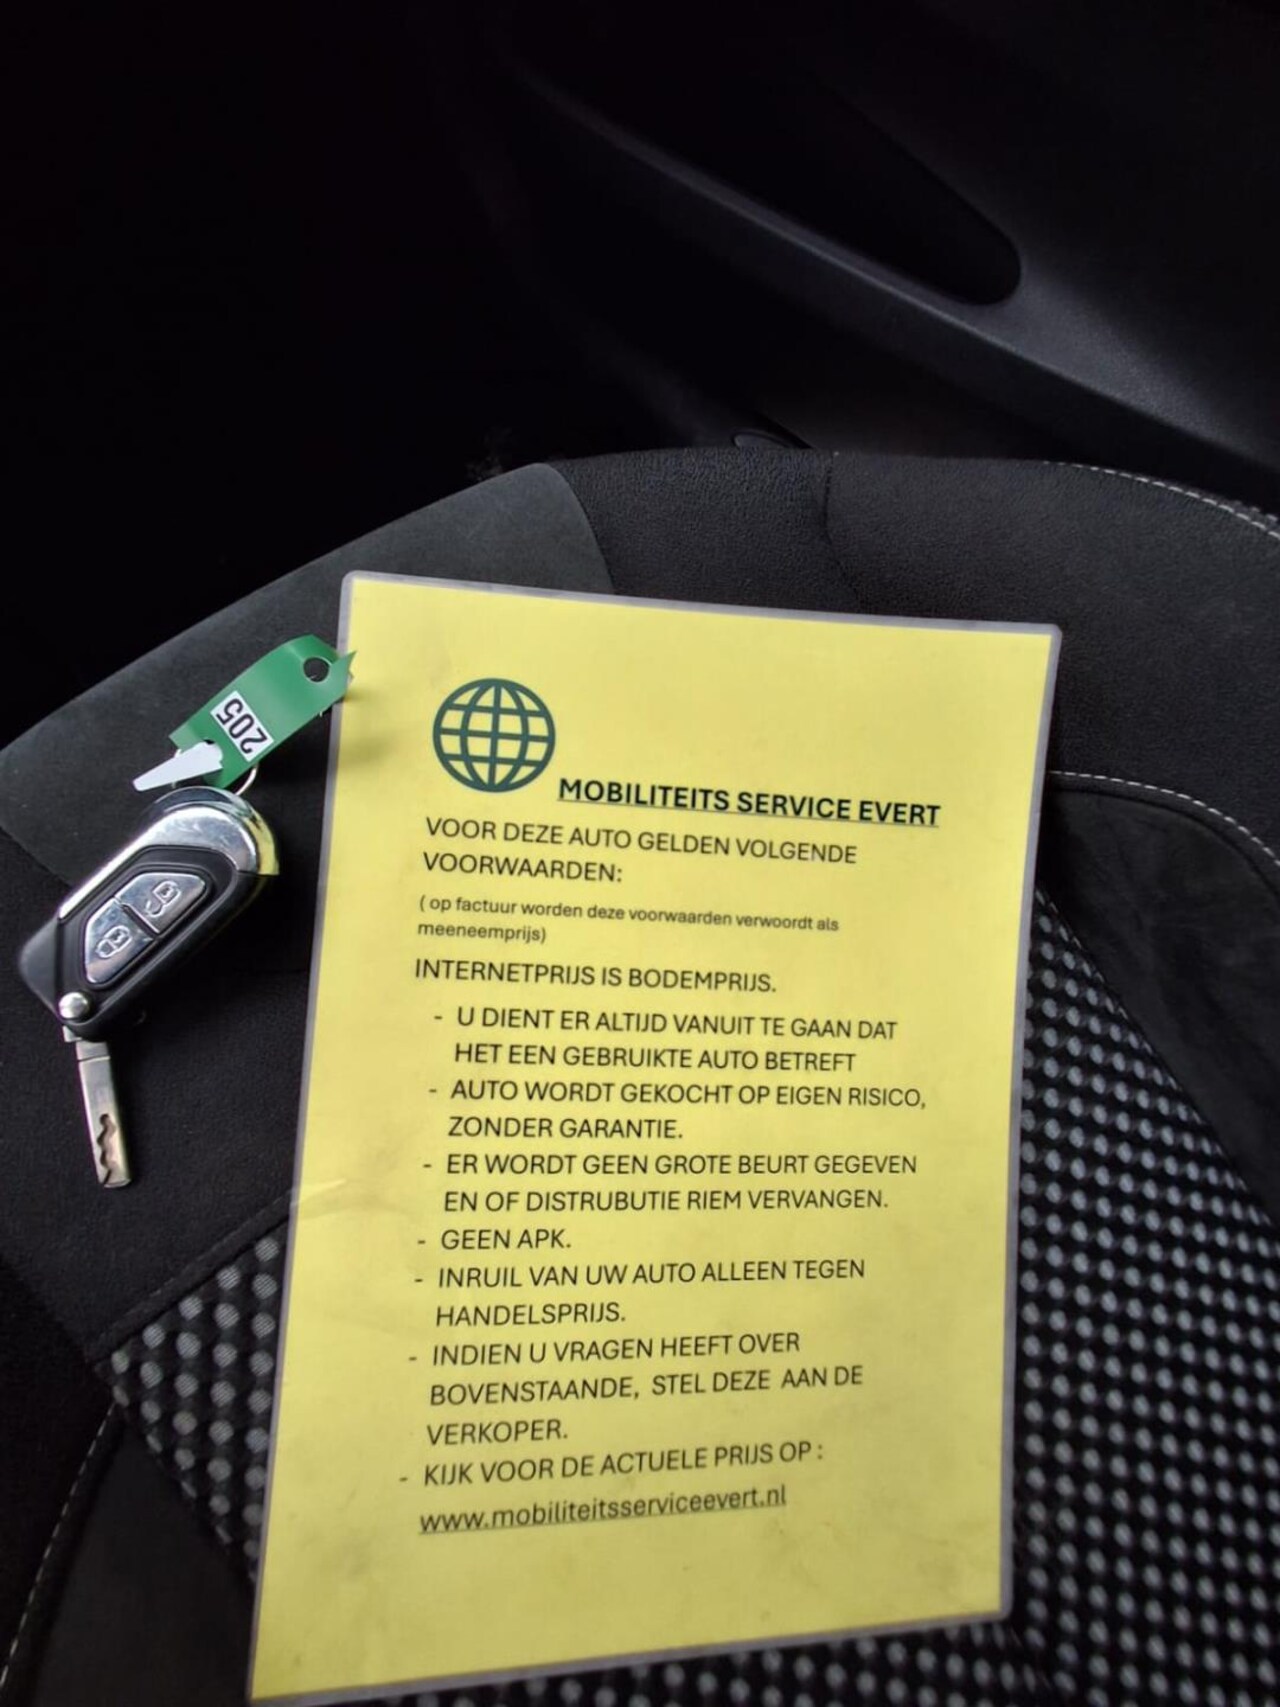 205
MOBILITEITS SERVICE EVERT
VOOR DEZE AUTO GELDEN VOLGENDE
VOORWAARDEN:
( op factuur worden deze voorwaarden verwoordt als
meeneemprijs)
INTERNETPRIJS IS BODEMPRIJS.
- U DIENT ER ALTIJD VANUIT TE GAAN DAT
HET EEN GEBRUIKTE AUTO BETREFT
- AUTO WORDT GEKOCHT OP EIGEN RISICO,
ZONDER GARANTIE.
- ER WORDT GEEN GROTE BEURT GEGEVEN
EN OF DISTRUBUTIE RIEM VERVANGEN.
- GEEN APK.
- INRUIL VAN UW AUTO ALLEEN TEGEN
HANDELSPRIJS.
- INDIEN U VRAGEN HEEFT OVER
BOVENSTAANDE, STEL DEZE AAN DE
VERKOPER.
- KIJK VOOR DE ACTUELE PRIJS OP :
www.mobiliteitsserviceevert.nl